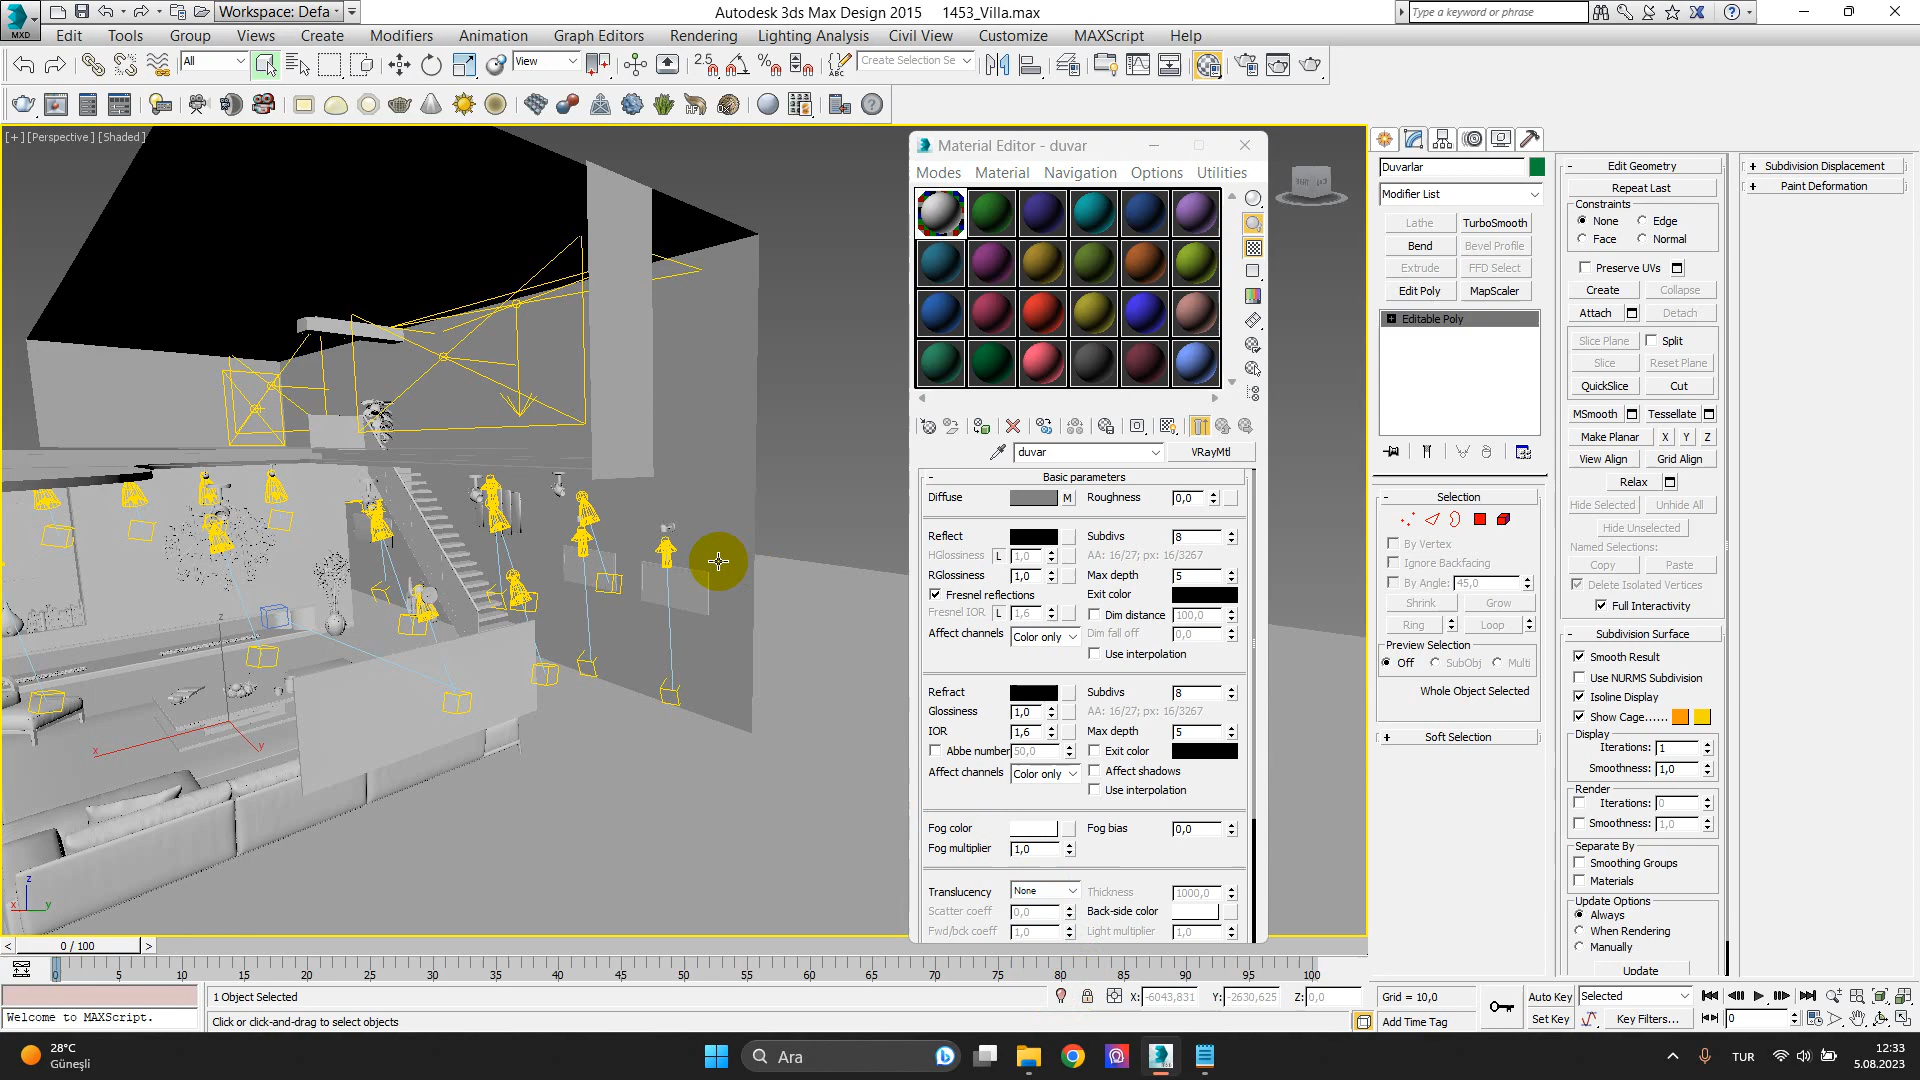 Workspace: Defa
Autodesk 3ds Max Design 2015 1453_Villa.max
Type a keyword or phrase
MXD
Edit Tools Group Views Create Modifiers Animation Graph Editors Rendering Lighting Analysis Civil View Customize MAXScript Help
All View 2.5 Create Selection Se
[+] [Perspective] [Shaded]
Material Editor - duvar
Modes Material Navigation Options Utilities
duvar VRayMtl
Basic parameters
Diffuse M Roughness 0,0
Reflect Subdivs 8
HGlossiness L 1,0 AA: 16/27; px: 16/3267
RGlossiness 1,0 Max depth 5
Fresnel reflections Exit color
Fresnel IOR L 1,6 Dim distance 100,0
Affect channels Color only Dim fall off 0,0
Use interpolation
Refract Subdivs 8
Glossiness 1,0 AA: 16/27; px: 16/3267
IOR 1,6 Max depth 5
Abbe number 50,0 Exit color
Affect channels Color only Affect shadows
Use interpolation
Fog color Fog bias 0,0
Fog multiplier 1,0
Translucency None Thickness 1000,0
Scatter coeff 0,0 Back-side color
Fwd/bck coeff 1,0 Light multiplier 1,0
Duvarlar
Modifier List
Lathe TurboSmooth
Bend Bevel Profile
Extrude FFD Select
Edit Poly MapScaler
Editable Poly
Selection
By Vertex
Ignore Backfacing
By Angle: 45,0
Shrink Grow
Ring Loop
Preview Selection
Off SubObj Multi
Whole Object Selected
Soft Selection
Edit Geometry
Repeat Last
Constraints
None Edge
Face Normal
Preserve UVs
Create Collapse
Attach Detach
Slice Plane Split
Slice Reset Plane
QuickSlice Cut
MSmooth Tessellate
Make Planar X Y Z
View Align Grid Align
Relax
Hide Selected Unhide All
Hide Unselected
Named Selections:
Copy Paste
Delete Isolated Vertices
Full Interactivity
Subdivision Surface
Smooth Result
Use NURMS Subdivision
Isoline Display
Show Cage......
Display
Iterations: 1
Smoothness: 1,0
Render
Iterations: 0
Smoothness: 1,0
Separate By
Smoothing Groups
Materials
Update Options
Always
When Rendering
Manually
Update
Subdivision Displacement
Paint Deformation
x y z
x y z
0 / 100
0 5 10 15 20 25 30 35 40 45 50 55 60 65 70 75 80 85 90 95 100
1 Object Selected X: -6043,831 Y: -2630,625 Z: 0,0 Grid = 10,0 Auto Key Selected
Welcome to MAXScript. Click or click-and-drag to select objects Add Time Tag Set Key Key Filters... 0
28°C
Güneşli
Ara
TUR
12:33
5.08.2023